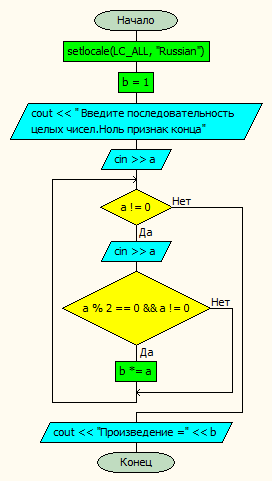 Начало
setlocale(LC_ALL, "Russian")
b = 1
cout << " Введите последовательность
целых чисел.Ноль признак конца"
cin >> a
a != 0
Нет
Да
cin >> a
a % 2 == 0 && a != 0
Нет
Да
b *= a
cout << "Произведение =" << b
Конец